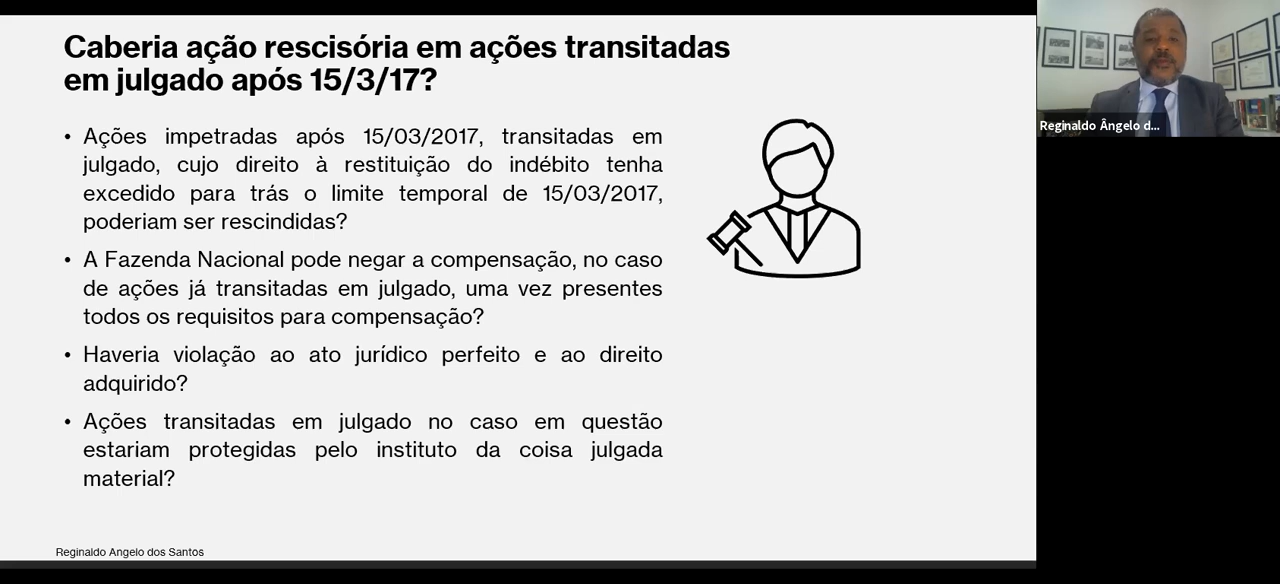 Caberia ação rescisória em ações transitadas
em julgado após 15/3/17?
• Ações impetradas após 15/03/2017, transitadas em
julgado, cujo direito à restituição do indébito tenha
excedido para trás o limite temporal de 15/03/2017,
poderiam ser rescindidas?
• A Fazenda Nacional pode negar a compensação, no caso
de ações já transitadas em julgado, uma vez presentes
todos os requisitos para compensação?
• Haveria violação ao ato jurídico perfeito e ao direito
adquirido?
• Ações transitadas em julgado no caso em questão
estariam protegidas pelo instituto da coisa julgada
material?
Reginaldo Angelo dos Santos
Reginaldo Ângelo d...